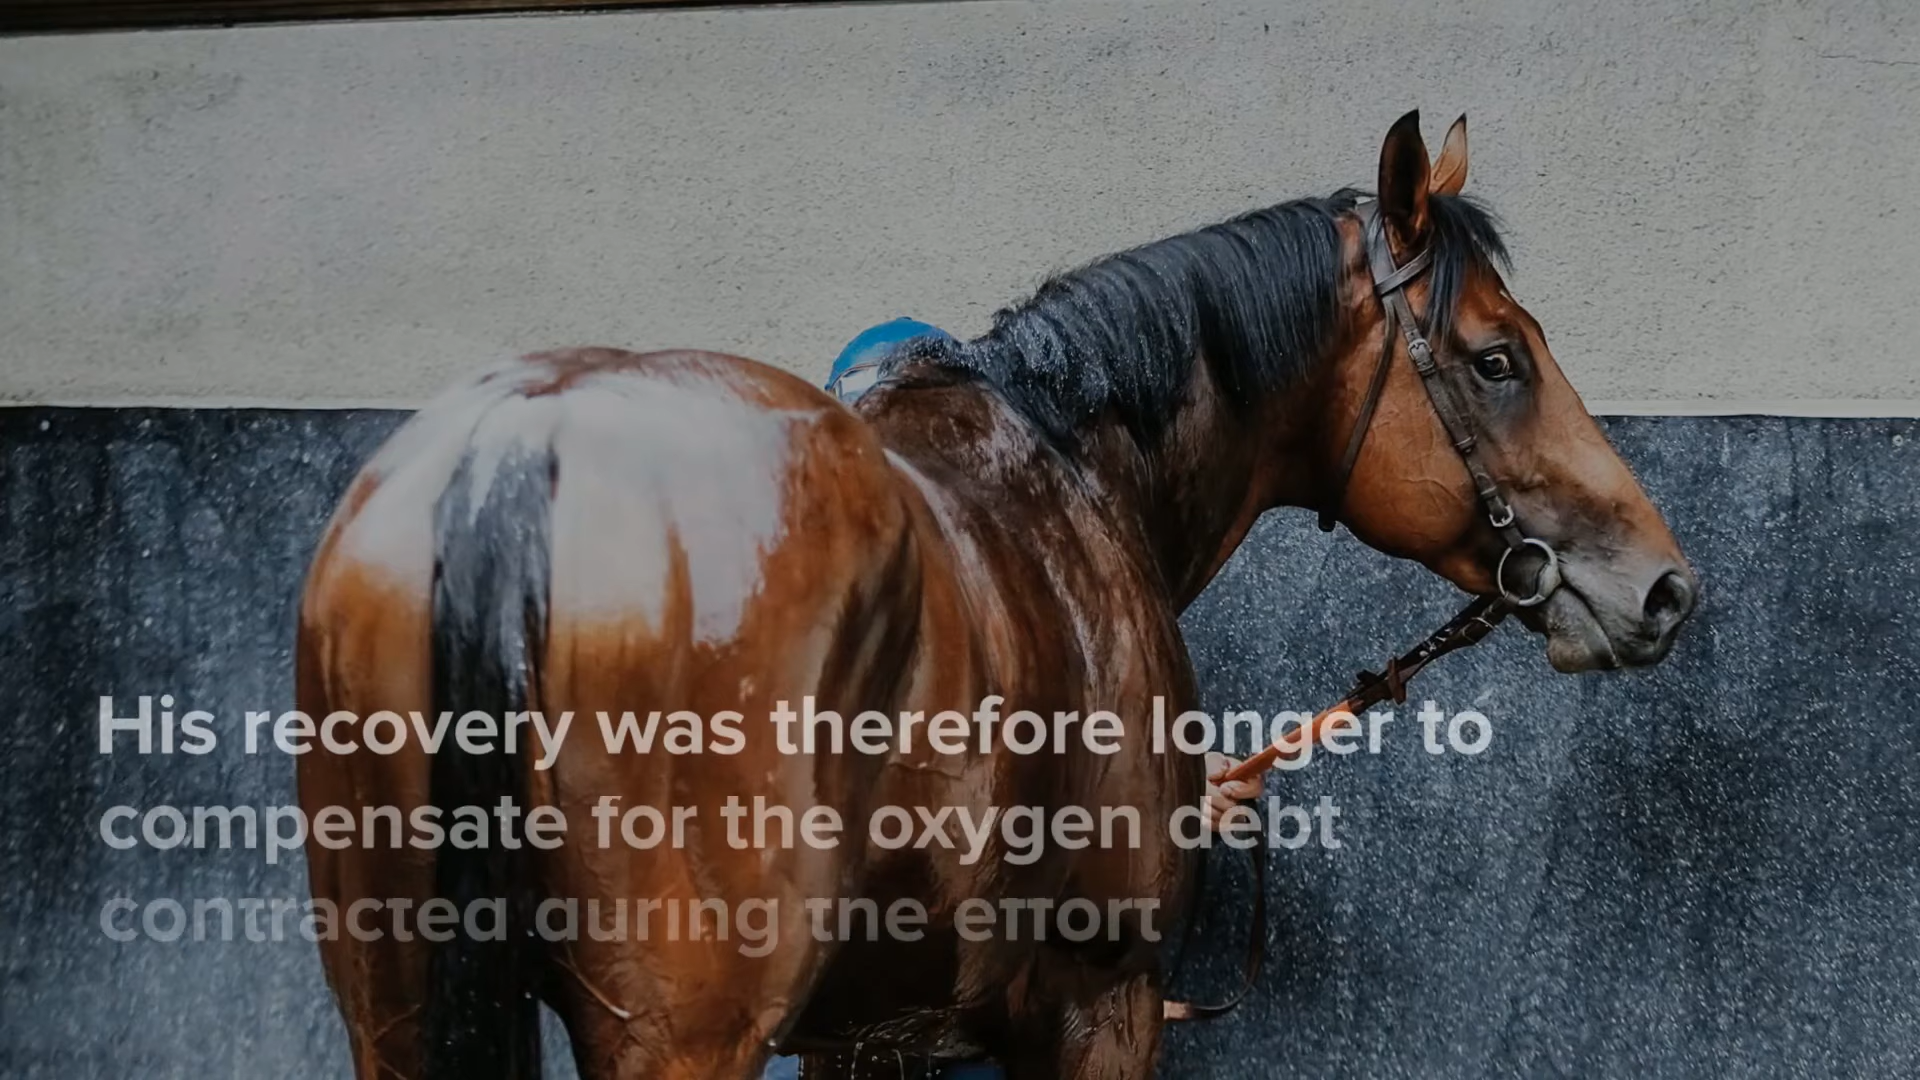 His recovery was therefore longer to
compensate for the oxygen debt
contracted during the effort